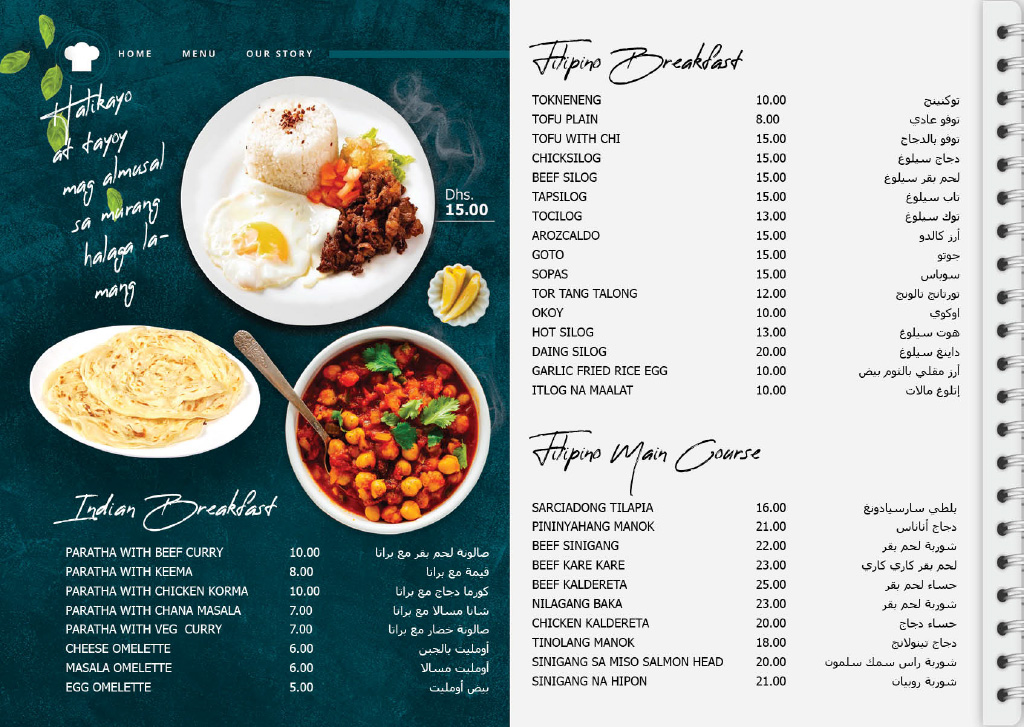 HOME MENU OUR STORY
Halikayo
at tayoy
mag almusal
sa murang
halaga la-
mang
Dhs.
15.00
Indian Breakfast
PARATHA WITH BEEF CURRY 10.00 صالونة لحم بقر مع براتا
PARATHA WITH KEEMA 8.00 قيمة مع براتا
PARATHA WITH CHICKEN KORMA 10.00 كورما دجاج مع براتا
PARATHA WITH CHANA MASALA 7.00 شانا مسالا مع براتا
PARATHA WITH VEG CURRY 7.00 صالونة خضار مع براتا
CHEESE OMELETTE 6.00 أومليت بالجبن
MASALA OMELETTE 6.00 أومليت مسالا
EGG OMELETTE 5.00 بيض أومليت
Filipino Breakfast
TOKNENENG 10.00 توكنينج
TOFU PLAIN 8.00 توفو عادي
TOFU WITH CHI 15.00 توفو بالدجاج
CHICKSILOG 15.00 دجاج سيلوغ
BEEF SILOG 15.00 لحم بقر سيلوغ
TAPSILOG 15.00 تاب سيلوغ
TOCILOG 13.00 توك سيلوغ
AROZCALDO 15.00 أرز كالدو
GOTO 15.00 جوتو
SOPAS 15.00 سوباس
TOR TANG TALONG 12.00 تورتانج تالونج
OKOY 10.00 اوكوي
HOT SILOG 13.00 هوت سيلوغ
DAING SILOG 20.00 داينغ سيلوغ
GARLIC FRIED RICE EGG 10.00 أرز مقلي بالثوم بيض
ITLOG NA MAALAT 10.00 إتلوغ مالات
Filipino Main Course
SARCIADONG TILAPIA 16.00 بلطي سارسيادونغ
PININYAHANG MANOK 21.00 دجاج أناناس
BEEF SINIGANG 22.00 شوربة لحم بقر
BEEF KARE KARE 23.00 لحم بقر كاري كاري
BEEF KALDERETA 25.00 حساء لحم بقر
NILAGANG BAKA 23.00 شوربة لحم بقر
CHICKEN KALDERETA 20.00 حساء دجاج
TINOLANG MANOK 18.00 دجاج تينولانج
SINIGANG SA MISO SALMON HEAD 20.00 شوربة راس سمك سلمون
SINIGANG NA HIPON 21.00 شوربة روبيان